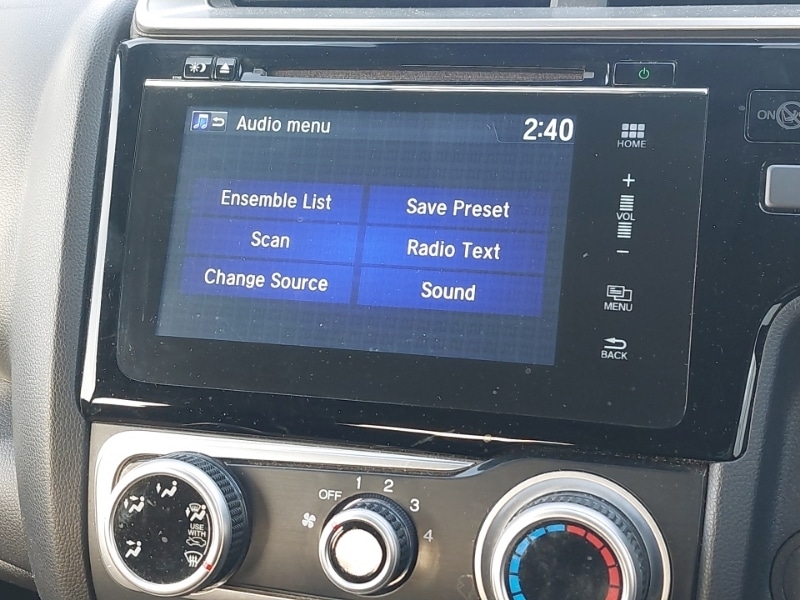 Audio menu 2:40
Ensemble List Save Preset
Scan Radio Text
Change Source Sound
HOME
+
VOL
−
MENU
BACK
ON
OFF 1 2 3 4
USE
WITH